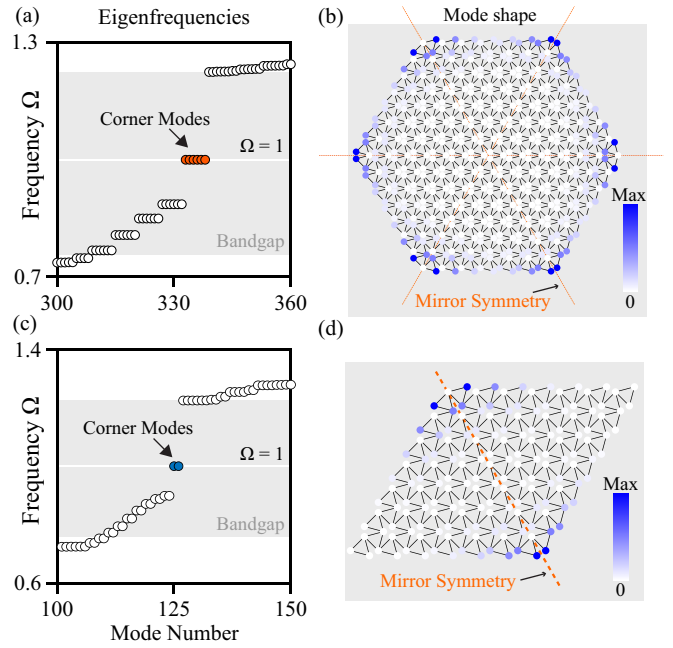 (a)
Eigenfrequencies
1.3
Corner Modes
Ω = 1
Bandgap
0.7
300
330
360
Frequency Ω
(b)
Mode shape
Max
0
Mirror Symmetry
(c)
1.4
Corner Modes
Ω = 1
Bandgap
0.6
100
125
150
Frequency Ω
Mode Number
(d)
Max
0
Mirror Symmetry